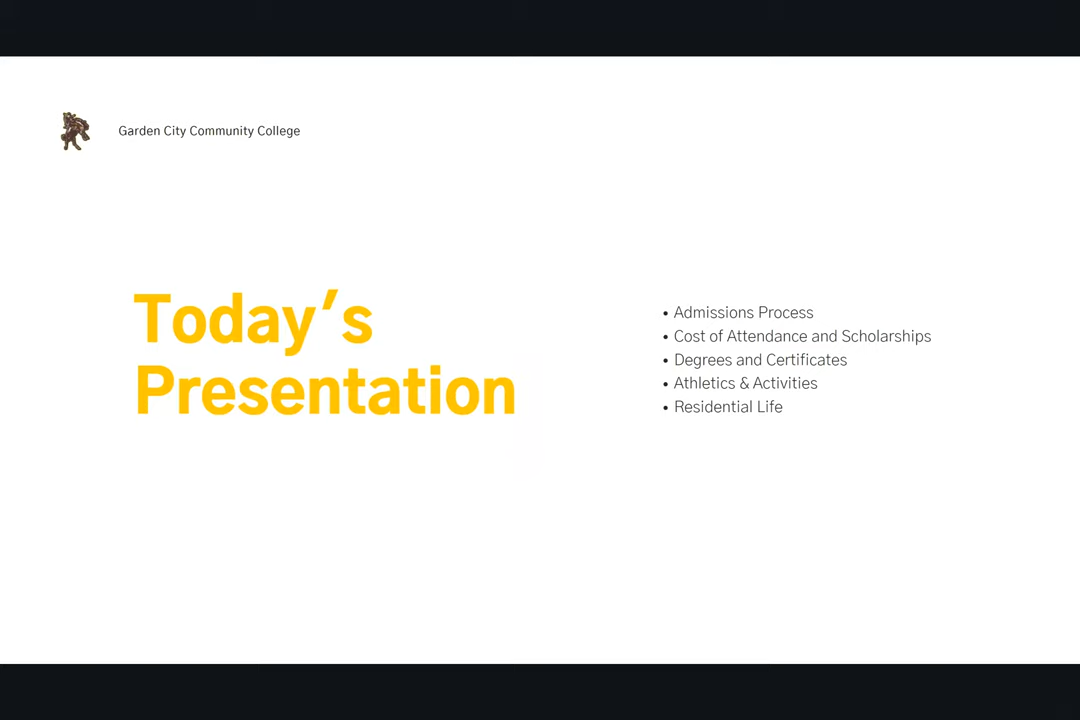 Garden City Community College
Today's
Presentation
• Admissions Process
• Cost of Attendance and Scholarships
• Degrees and Certificates
• Athletics & Activities
• Residential Life